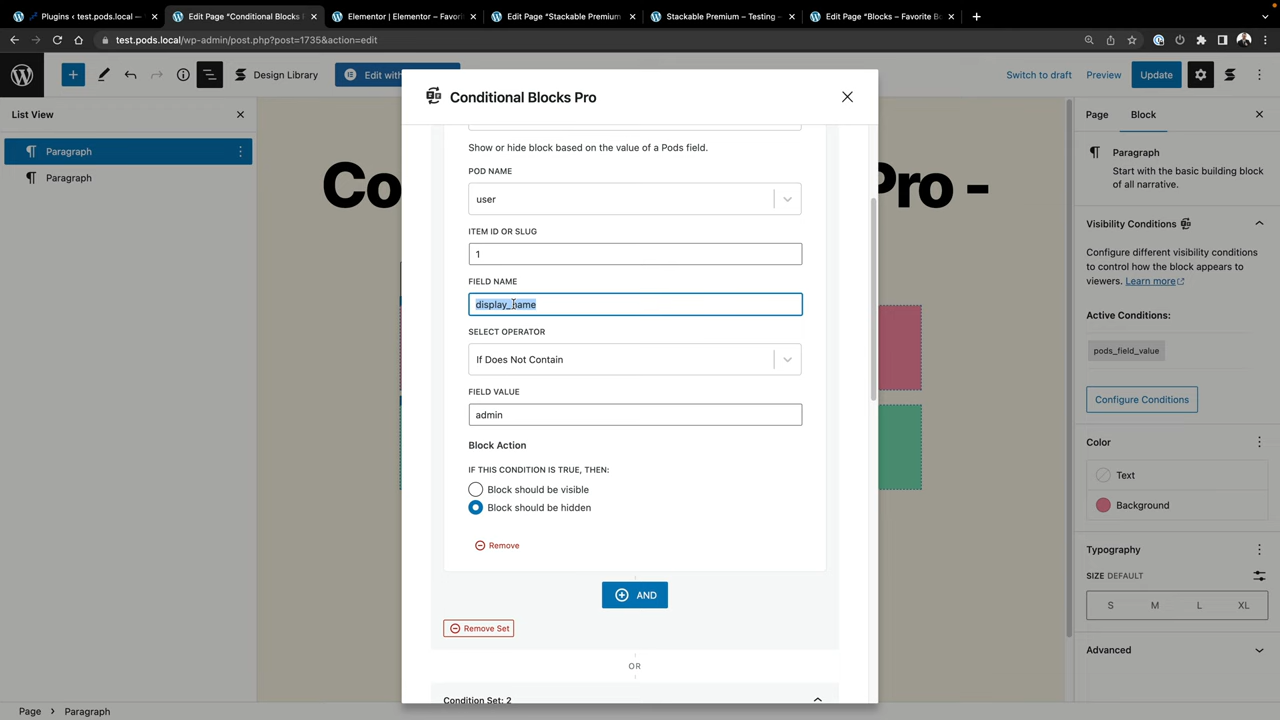 Plugins ‹ test.pods.local —
Edit Page "Conditional Blocks P
Elementor | Elementor – Favori
Edit Page "Stackable Premium
Stackable Premium – Testing –
Edit Page "Blocks – Favorite Bl
test.pods.local/wp-admin/post.php?post=1735&action=edit
Design Library
Edit with
Switch to draft
Preview
Update
List View
Paragraph
Paragraph
Co
Pro -
Conditional Blocks Pro
Show or hide block based on the value of a Pods field.
POD NAME
user
ITEM ID OR SLUG
1
FIELD NAME
display_name
SELECT OPERATOR
If Does Not Contain
FIELD VALUE
admin
Block Action
IF THIS CONDITION IS TRUE, THEN:
Block should be visible
Block should be hidden
Remove
AND
Remove Set
OR
Condition Set: 2
Page
Block
Paragraph
Start with the basic building block
of all narrative.
Visibility Conditions
Configure different visibility conditions
to control how the block appears to
viewers. Learn more
Active Conditions:
pods_field_value
Configure Conditions
Color
Text
Background
Typography
SIZE DEFAULT
S M L XL
Advanced
Page > Paragraph